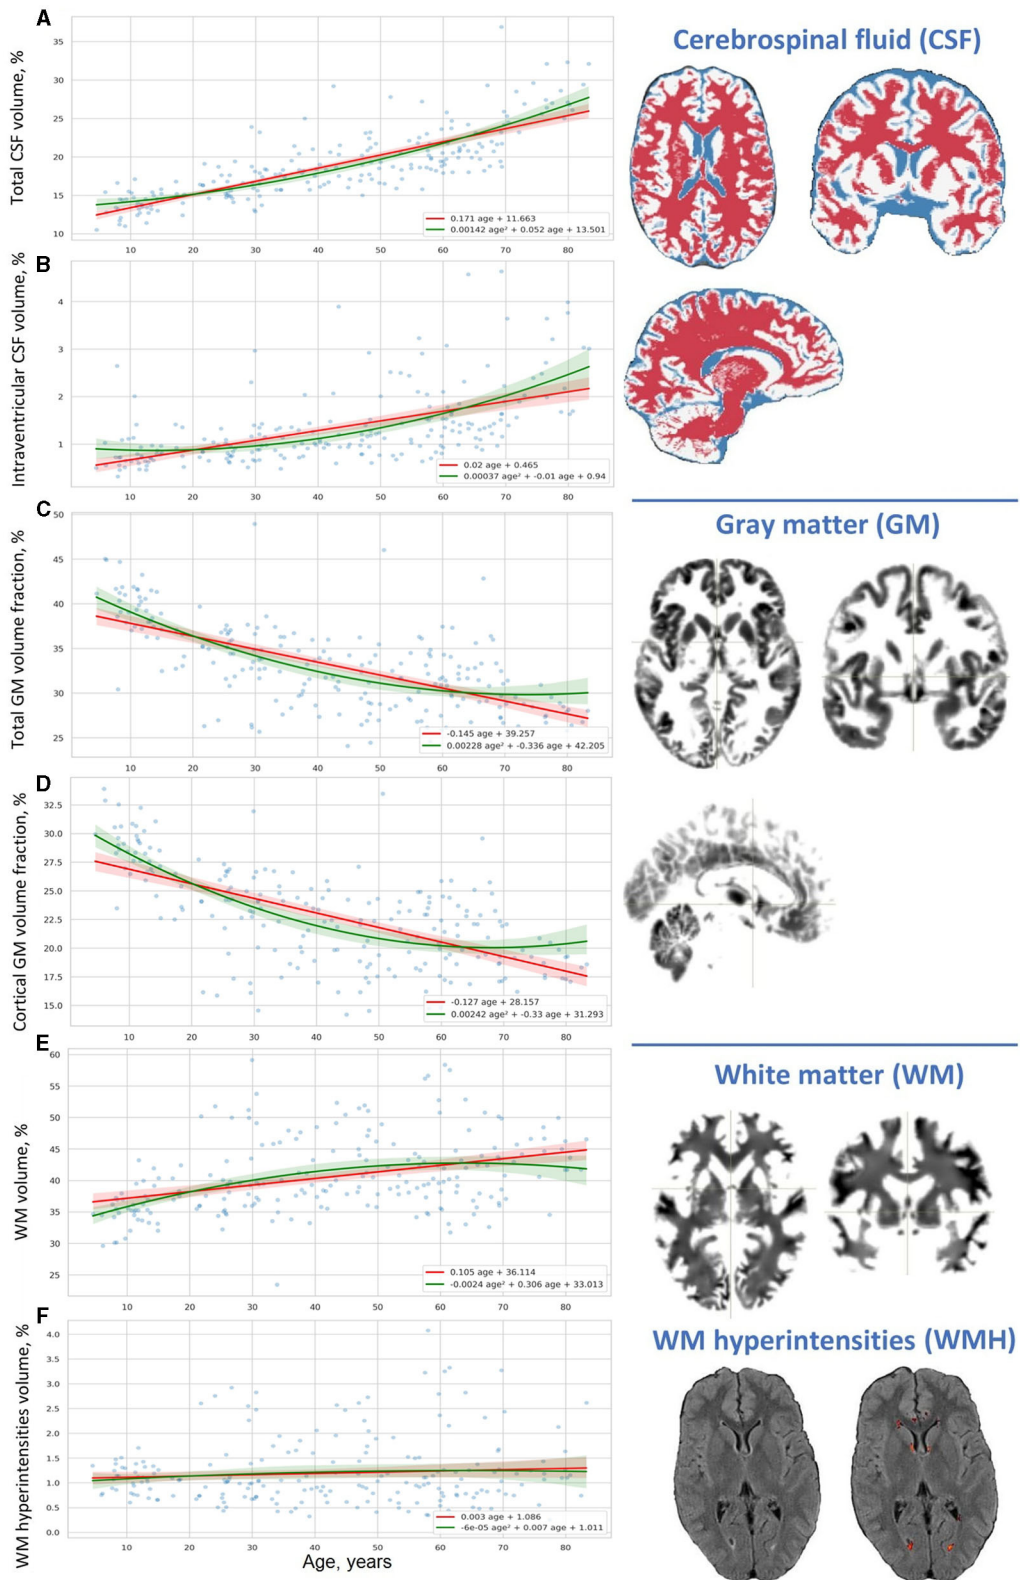 A
Total CSF volume, %
35
30
25
20
15
10
0.171 age + 11.663
0.00142 age² + 0.052 age + 13.501
10 20 30 40 50 60 70 80
Cerebrospinal fluid (CSF)
B
Intraventricular CSF volume, %
4
3
2
1
0.02 age + 0.465
0.00037 age² + -0.01 age + 0.94
10 20 30 40 50 60 70 80
C
Total GM volume fraction, %
50
45
40
35
30
25
-0.145 age + 39.257
0.00228 age² + -0.336 age + 42.205
10 20 30 40 50 60 70 80
Gray matter (GM)
D
Cortical GM volume fraction, %
32.5
30.0
27.5
25.0
22.5
20.0
17.5
15.0
-0.127 age + 28.157
0.00242 age² + -0.33 age + 31.293
10 20 30 40 50 60 70 80
E
WM volume, %
60
55
50
45
40
35
30
25
0.105 age + 36.114
-0.0024 age² + 0.306 age + 33.013
10 20 30 40 50 60 70 80
White matter (WM)
F
WM hyperintensities volume, %
4.0
3.5
3.0
2.5
2.0
1.5
1.0
0.5
0.0
0.003 age + 1.086
-6e-05 age² + 0.007 age + 1.011
10 20 30 40 50 60 70 80
Age, years
WM hyperintensities (WMH)